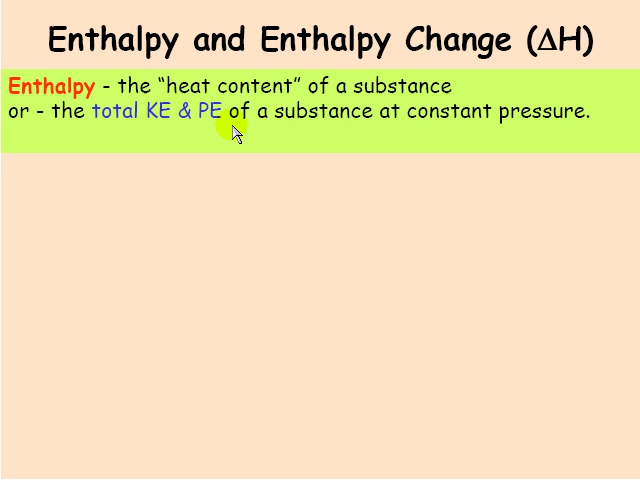 Enthalpy and Enthalpy Change (ΔH)
Enthalpy - the “heat content” of a substance
or - the total KE & PE of a substance at constant pressure.